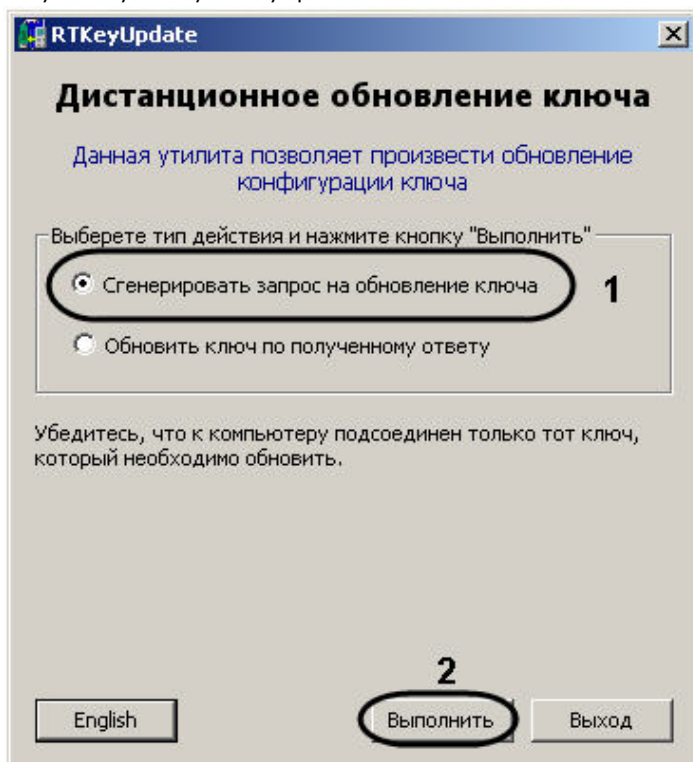 RTKeyUpdate
Дистанционное обновление ключа
Данная утилита позволяет произвести обновление
конфигурации ключа
Выберете тип действия и нажмите кнопку "Выполнить"
Сгенерировать запрос на обновление ключа
1
Обновить ключ по полученному ответу
Убедитесь, что к компьютеру подсоединен только тот ключ,
который необходимо обновить.
2
English
Выполнить
Выход